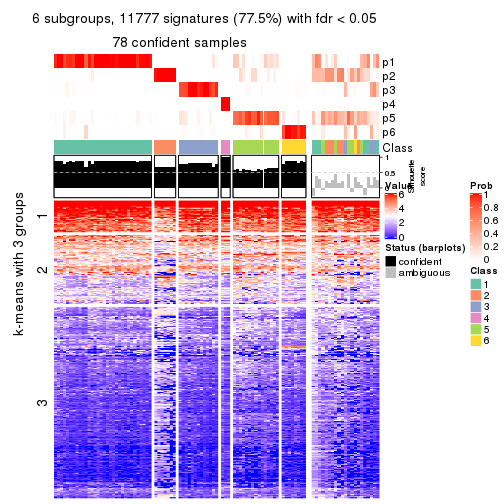 6 subgroups, 11777 signatures (77.5%) with fdr < 0.05
78 confident samples
p1
p2
p3
p4
p5
p6
Class
1
0.5
0
Silhouette
score
k-means with 3 groups
1
2
3
Value
6
4
2
0
Status (barplots)
confident
ambiguous
Prob
1
0.8
0.6
0.4
0.2
0
Class
1
2
3
4
5
6